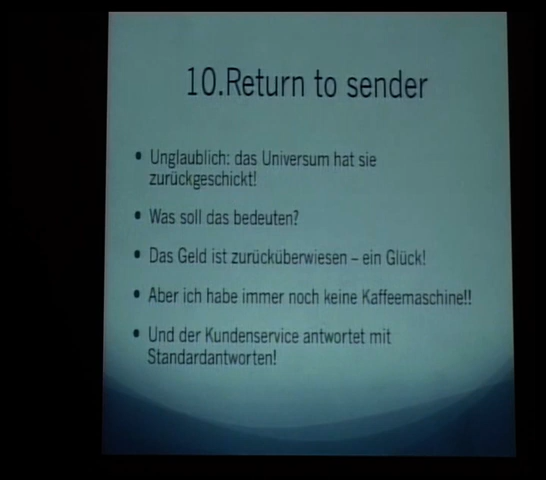 10.Return to sender
• Unglaublich: das Universum hat sie
zurückgeschickt!
• Was soll das bedeuten?
• Das Geld ist zurücküberwiesen – ein Glück!
• Aber ich habe immer noch keine Kaffeemaschine!!
• Und der Kundenservice antwortet mit
Standardantworten!